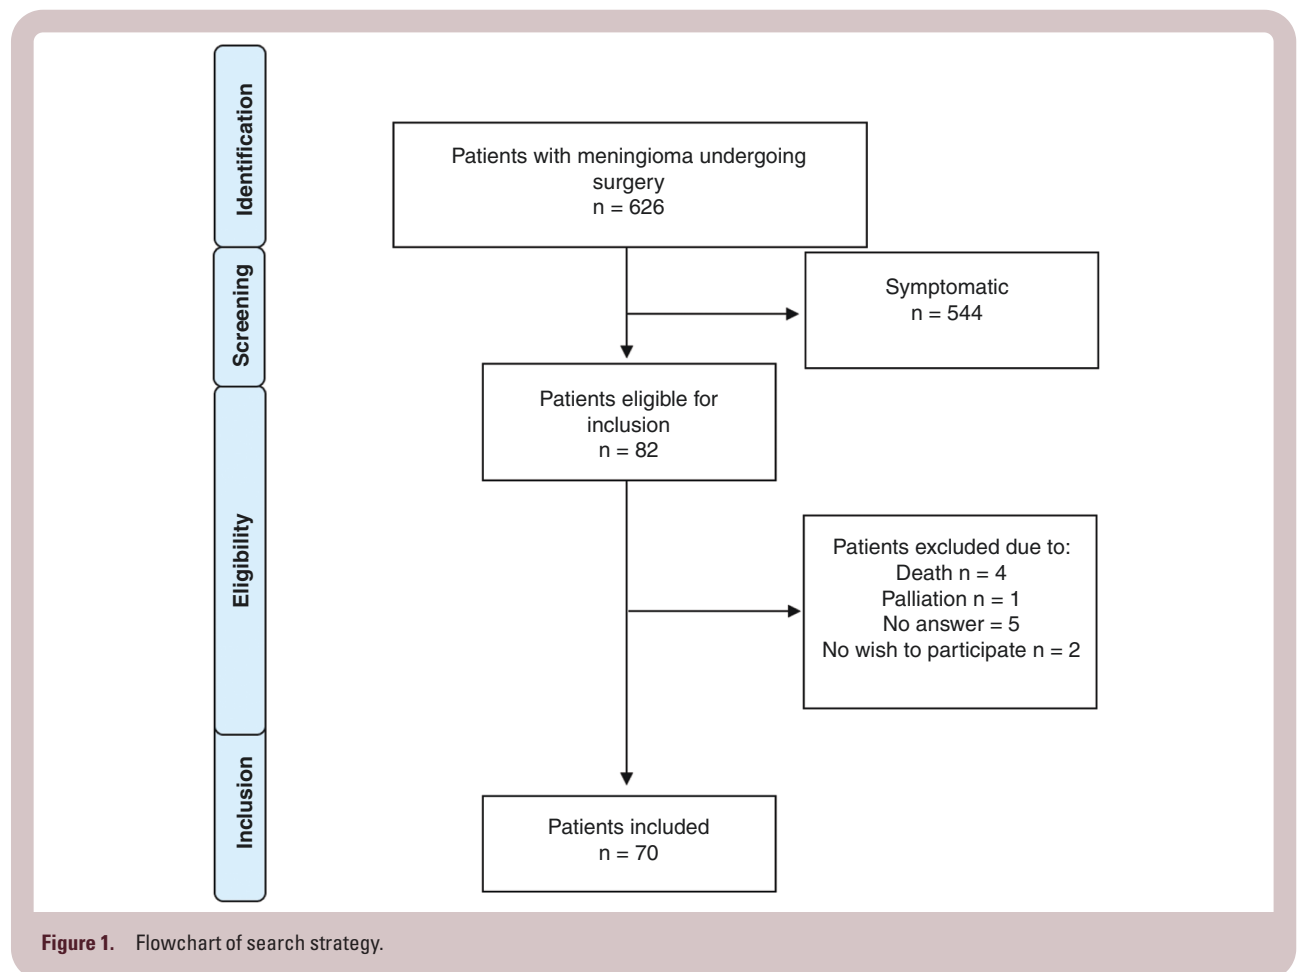 Identification
Patients with meningioma undergoing
surgery
n = 626
Screening
Symptomatic
n = 544
Patients eligible for
inclusion
n = 82
Eligibility
Patients excluded due to:
Death n = 4
Palliation n = 1
No answer = 5
No wish to participate n = 2
Inclusion
Patients included
n = 70
Figure 1. Flowchart of search strategy.